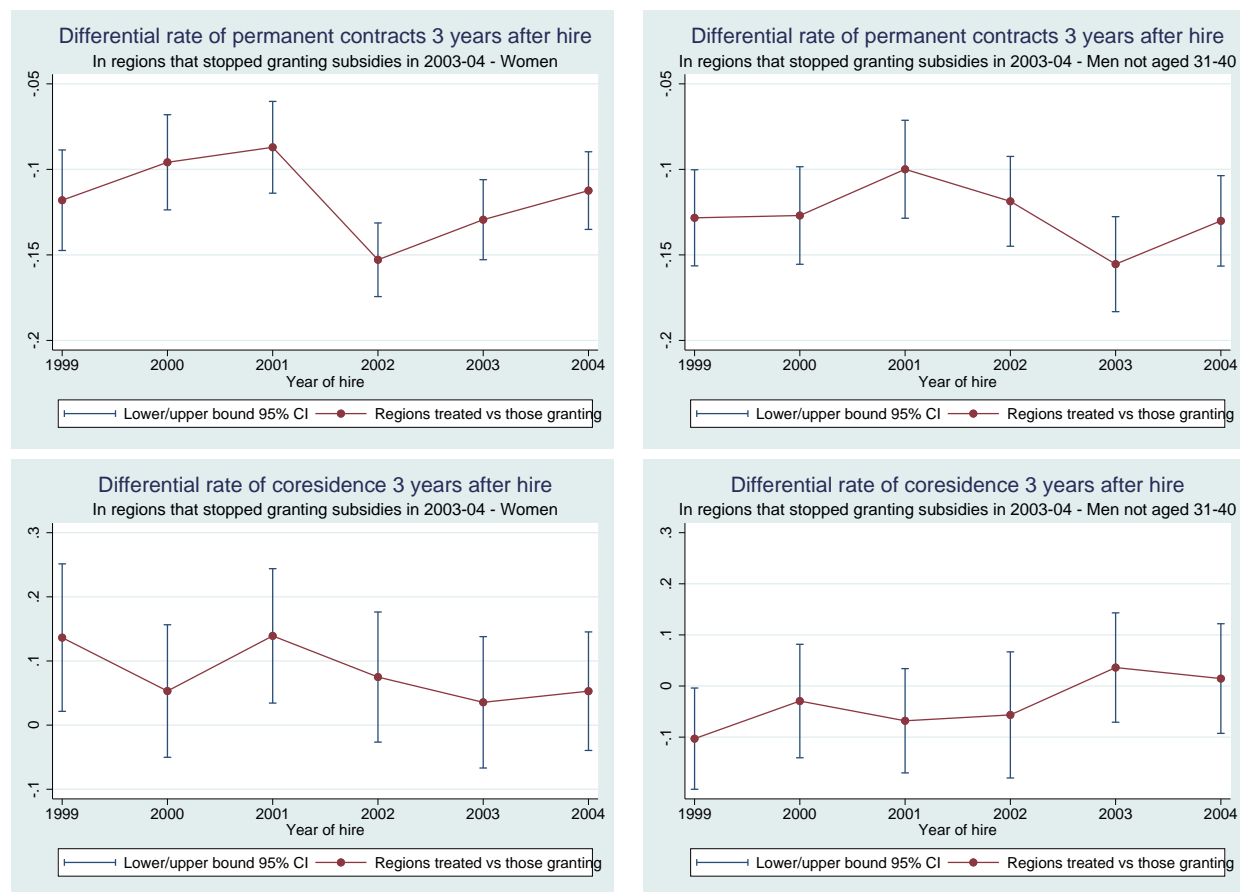 Differential rate of permanent contracts 3 years after hire
In regions that stopped granting subsidies in 2003-04 - Women
-.05
-.1
-.15
-.2
1999 2000 2001 2002 2003 2004
Year of hire
Lower/upper bound 95% CI Regions treated vs those granting
Differential rate of permanent contracts 3 years after hire
In regions that stopped granting subsidies in 2003-04 - Men not aged 31-40
-.05
-.1
-.15
-.2
1999 2000 2001 2002 2003 2004
Year of hire
Lower/upper bound 95% CI Regions treated vs those granting
Differential rate of coresidence 3 years after hire
In regions that stopped granting subsidies in 2003-04 - Women
.3
.2
.1
0
-.1
1999 2000 2001 2002 2003 2004
Year of hire
Lower/upper bound 95% CI Regions treated vs those granting
Differential rate of coresidence 3 years after hire
In regions that stopped granting subsidies in 2003-04 - Men not aged 31-40
.3
.2
.1
0
-.1
1999 2000 2001 2002 2003 2004
Year of hire
Lower/upper bound 95% CI Regions treated vs those granting